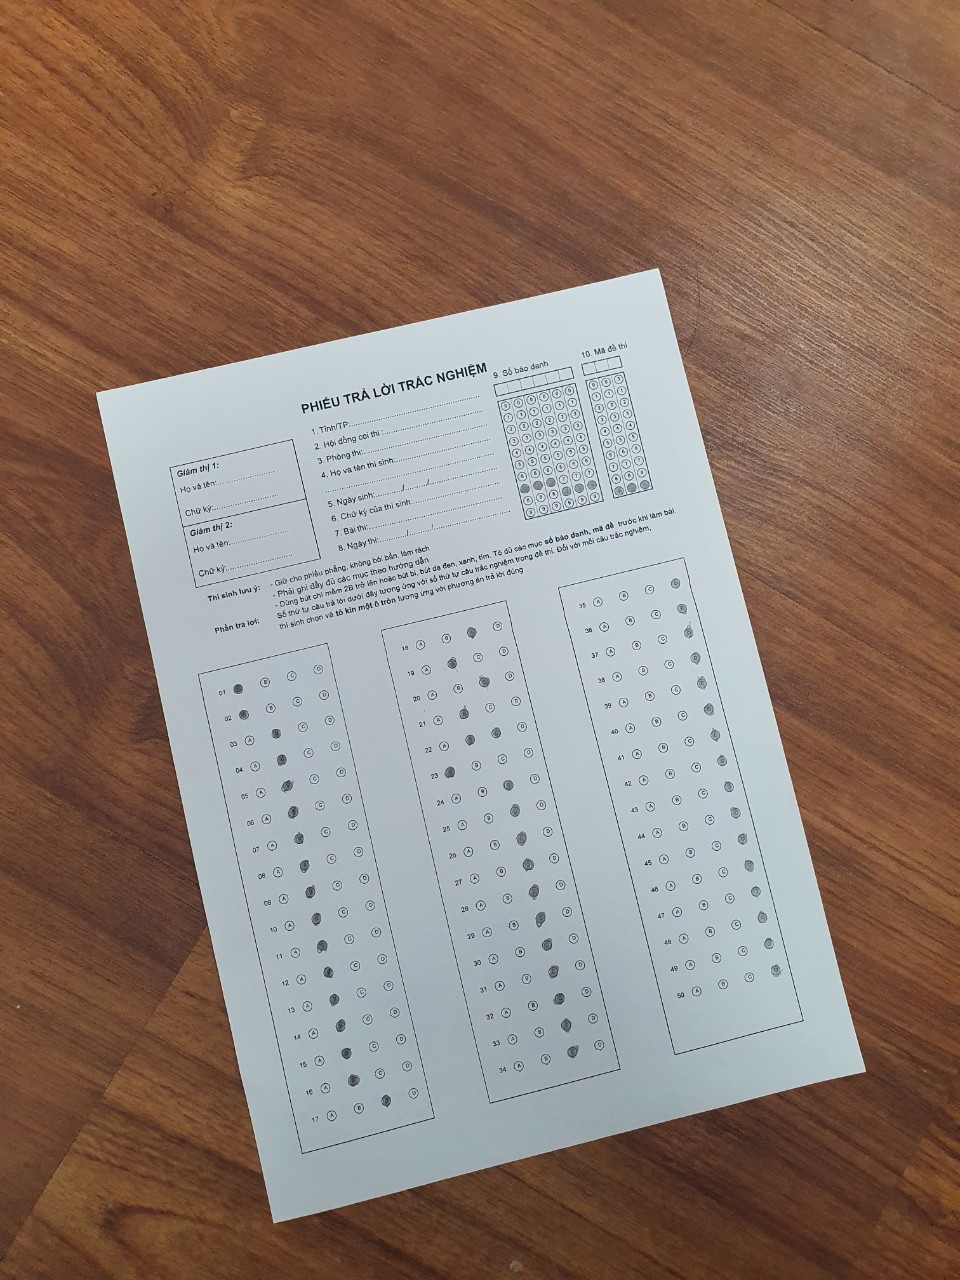 PHIẾU TRẢ LỜI TRẮC NGHIỆM
Giám thị 1:
Họ và tên:
Chữ ký:
Giám thị 2:
Họ và tên:
Chữ ký:
1. Tỉnh/TP:
2. Hội đồng coi thi :
3. Phòng thi:
4. Họ và tên thí sinh:
5. Ngày sinh:............/............/............
6. Chữ ký của thí sinh:
7. Bài thi:
8. Ngày thi:............/............/............
9. Số báo danh
10. Mã đề thi
Thí sinh lưu ý: - Giữ cho phiếu phẳng, không bôi bẩn, làm rách
- Phải ghi đầy đủ các mục theo hướng dẫn
- Dùng bút chì mềm 2B trở lên hoặc bút bi, bút dạ đen, xanh, tím. Tô đủ các mục số báo danh, mã đề trước khi làm bài.
Phần trả lời: Số thứ tự câu trả lời dưới đây tương ứng với số thứ tự câu trắc nghiệm trong đề thi. Đối với mỗi câu trắc nghiệm,
thí sinh chọn và tô kín một ô tròn tương ứng với phương án trả lời đúng
01 B C D
02 B C D
03 A C D
04 A C D
05 A C D
06 A C D
07 A C D
08 A C D
09 A C D
10 A C D
11 A C D
12 A C D
13 A C D
14 A C D
15 A C D
16 A C D
17 A B D
18 A B D
19 A C D
20 A B D
21 A C D
22 A D
23 B C D
24 A B D
25 A B D
26 A B D
27 A B D
28 A B D
29 A B D
30 A B D
31 A B D
32 A B D
33 A B D
34 A B D
35 A B C
36 A B C
37 A B C
38 A B C
39 A B C
40 A B C
41 A B C
42 A B C
43 A B C
44 A B C
45 A B C
46 A B C
47 A B C
48 A B C
49 A B C
50 A B C